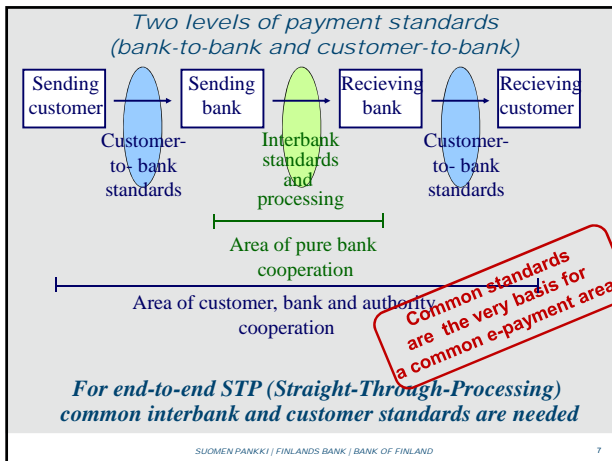 Two levels of payment standards
(bank-to-bank and customer-to-bank)
Sending
customer
Sending
bank
Recieving
bank
Recieving
customer
Customer-
to- bank
standards
Interbank
standards
and
processing
Customer-
to- bank
standards
Area of pure bank
cooperation
Area of customer, bank and authority
cooperation
Common standards
are the very basis for
a common e-payment area
For end-to-end STP (Straight-Through-Processing)
common interbank and customer standards are needed
SUOMEN PANKKI | FINLANDS BANK | BANK OF FINLAND
7